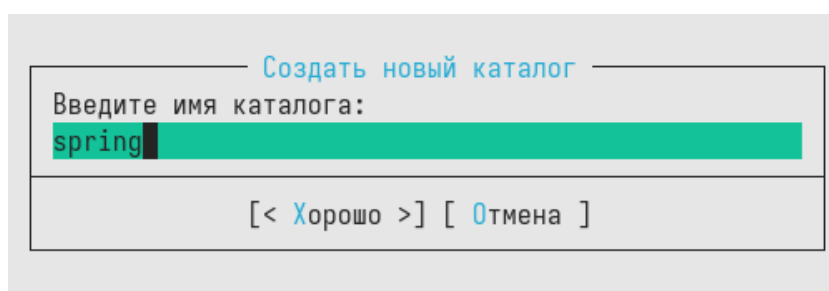 Создать новый каталог
Введите имя каталога:
spring
[< Хорошо >] [ Отмена ]